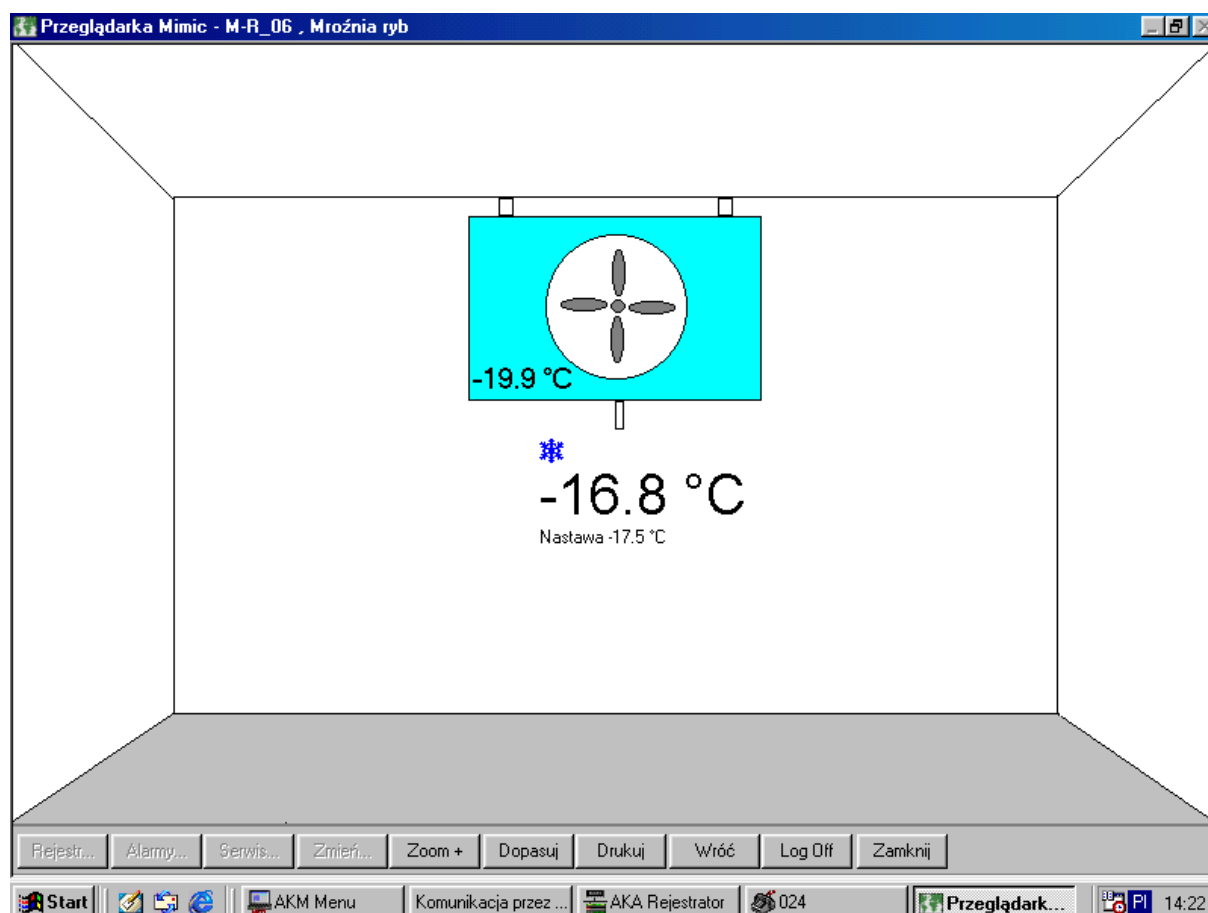 Przeglądarka Mimic - M-R_06 , Mroźnia ryb
-19.9 °C
-16.8 °C
Nastawa -17.5 °C
Rejestr... Alarmy... Serwis... Zmień... Zoom + Dopasuj Drukuj Wróć Log Off Zamknij
Start AKM Menu Komunikacja przez ... AKA Rejestrator 024 Przeglądark... Pl 14:22